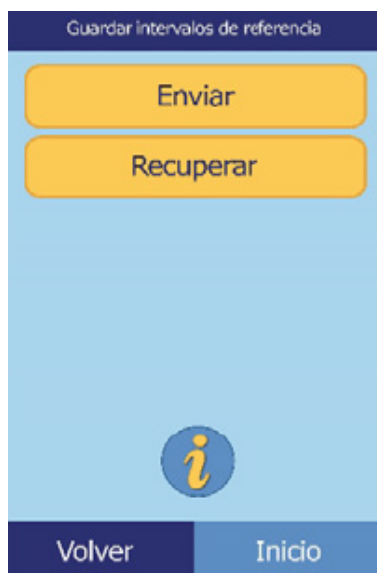 Guardar intervalos de referencia
Enviar
Recuperar
i
Volver Inicio